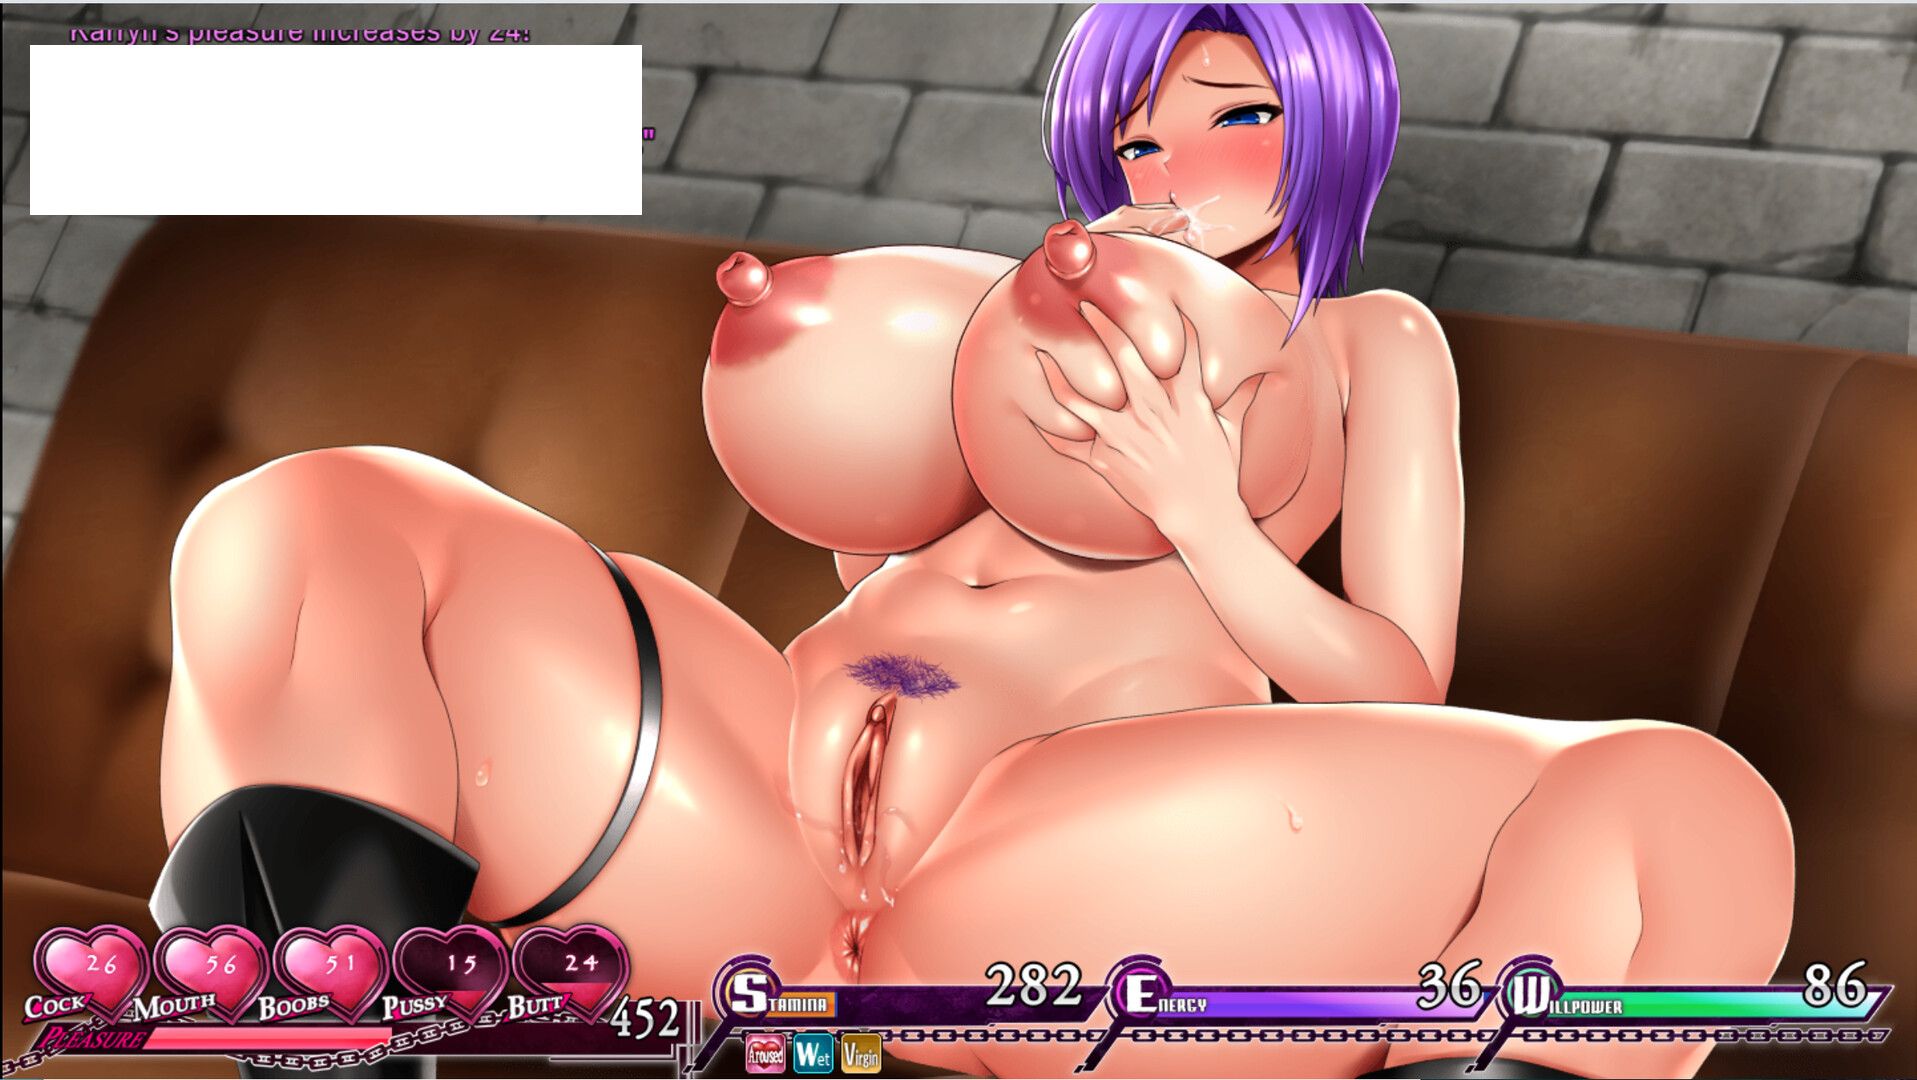 Karryn's pleasure increases by 24!
"
26 56 51 15 24
COCK MOUTH BOOBS PUSSY BUTT
PLEASURE 452
STAMINA 282
ENERGY 36
WILLPOWER 86
Aroused Wet Virgin